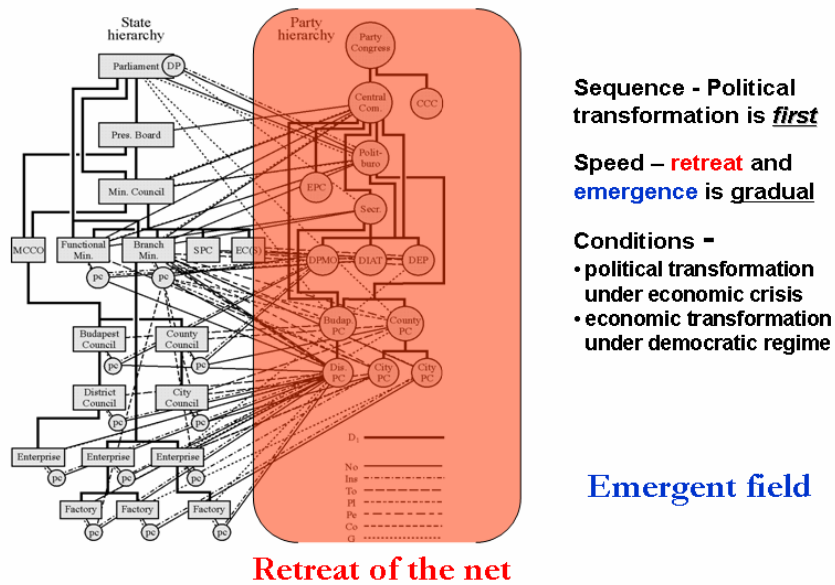 State
hierarchy
Party
hierarchy
Parliament
DP
Party
Congress
Central
Com.
CCC
Pres. Board
Polit-
buro
EPC
Min. Council
Secr.
MCCO
Functional
Min.
Branch
Min.
SPC
EC(S)
DPMO
DIAT
DEP
pc
pc
Budap.
PC
County
PC
Budapest
Council
County
Council
pc
pc
Dis.
PC
City
PC
City
PC
District
Council
City
Council
pc
pc
Enterprise
Enterprise
Enterprise
pc
pc
pc
Factory
Factory
Factory
pc
pc
pc
D₁
No
Ins
To
Pl
Pe
Co
G
Retreat of the net
Sequence - Political
transformation is first
Speed – retreat and
emergence is gradual
Conditions -
• political transformation
under economic crisis
• economic transformation
under democratic regime
Emergent field